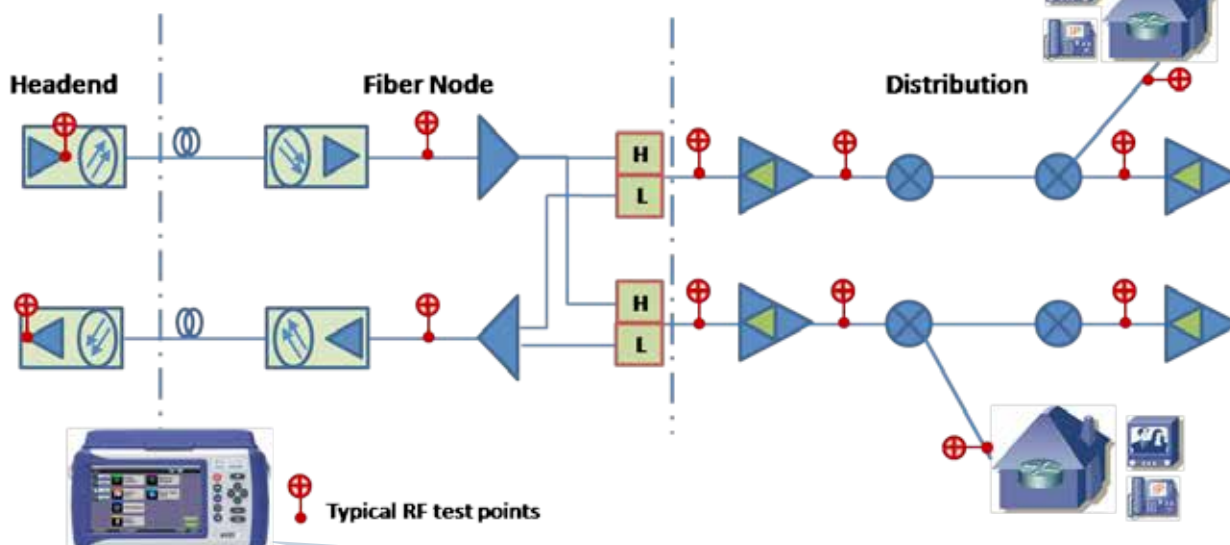 Headend
Fiber Node
Distribution
H
L
H
L
Typical RF test points